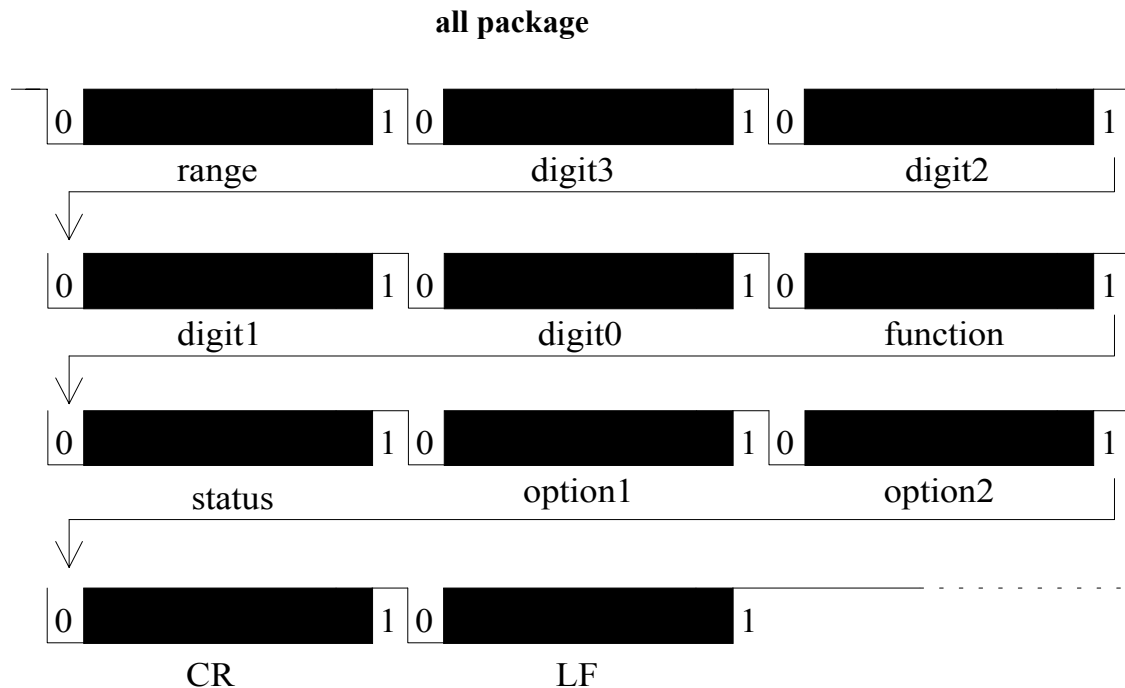 all package
0 1 0 1 0 1
range digit3 digit2
0 1 0 1 0 1
digit1 digit0 function
0 1 0 1 0 1
status option1 option2
0 1 0 1
CR LF